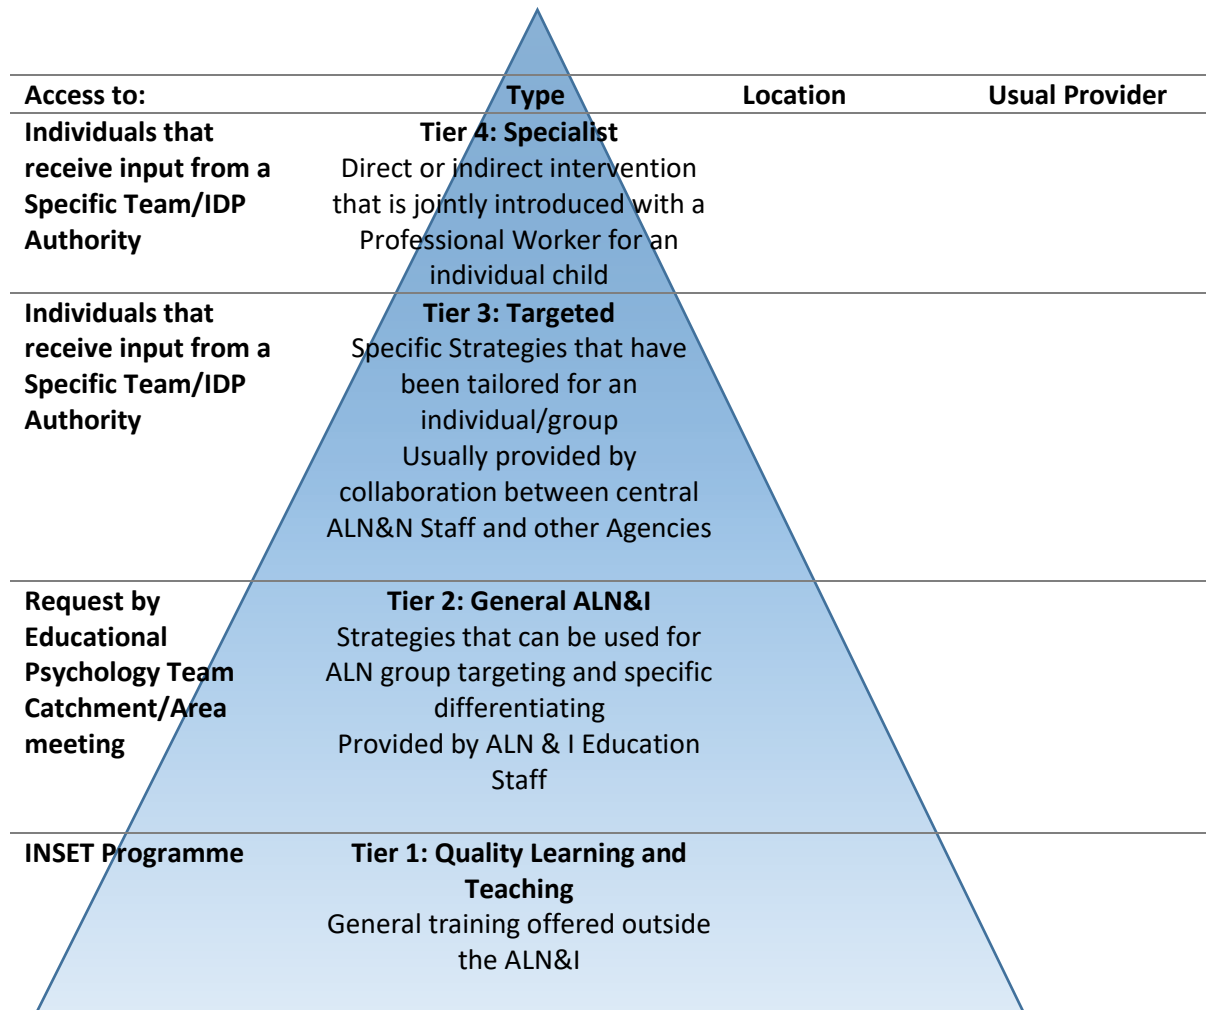 Access to: Type Location Usual Provider
Individuals that
receive input from a
Specific Team/IDP
Authority
Tier 4: Specialist
Direct or indirect intervention
that is jointly introduced with a
Professional Worker for an
individual child
Individuals that
receive input from a
Specific Team/IDP
Authority
Tier 3: Targeted
Specific Strategies that have
been tailored for an
individual/group
Usually provided by
collaboration between central
ALN&N Staff and other Agencies
Request by
Educational
Psychology Team
Catchment/Area
meeting
Tier 2: General ALN&I
Strategies that can be used for
ALN group targeting and specific
differentiating
Provided by ALN & I Education
Staff
INSET Programme
Tier 1: Quality Learning and
Teaching
General training offered outside
the ALN&I